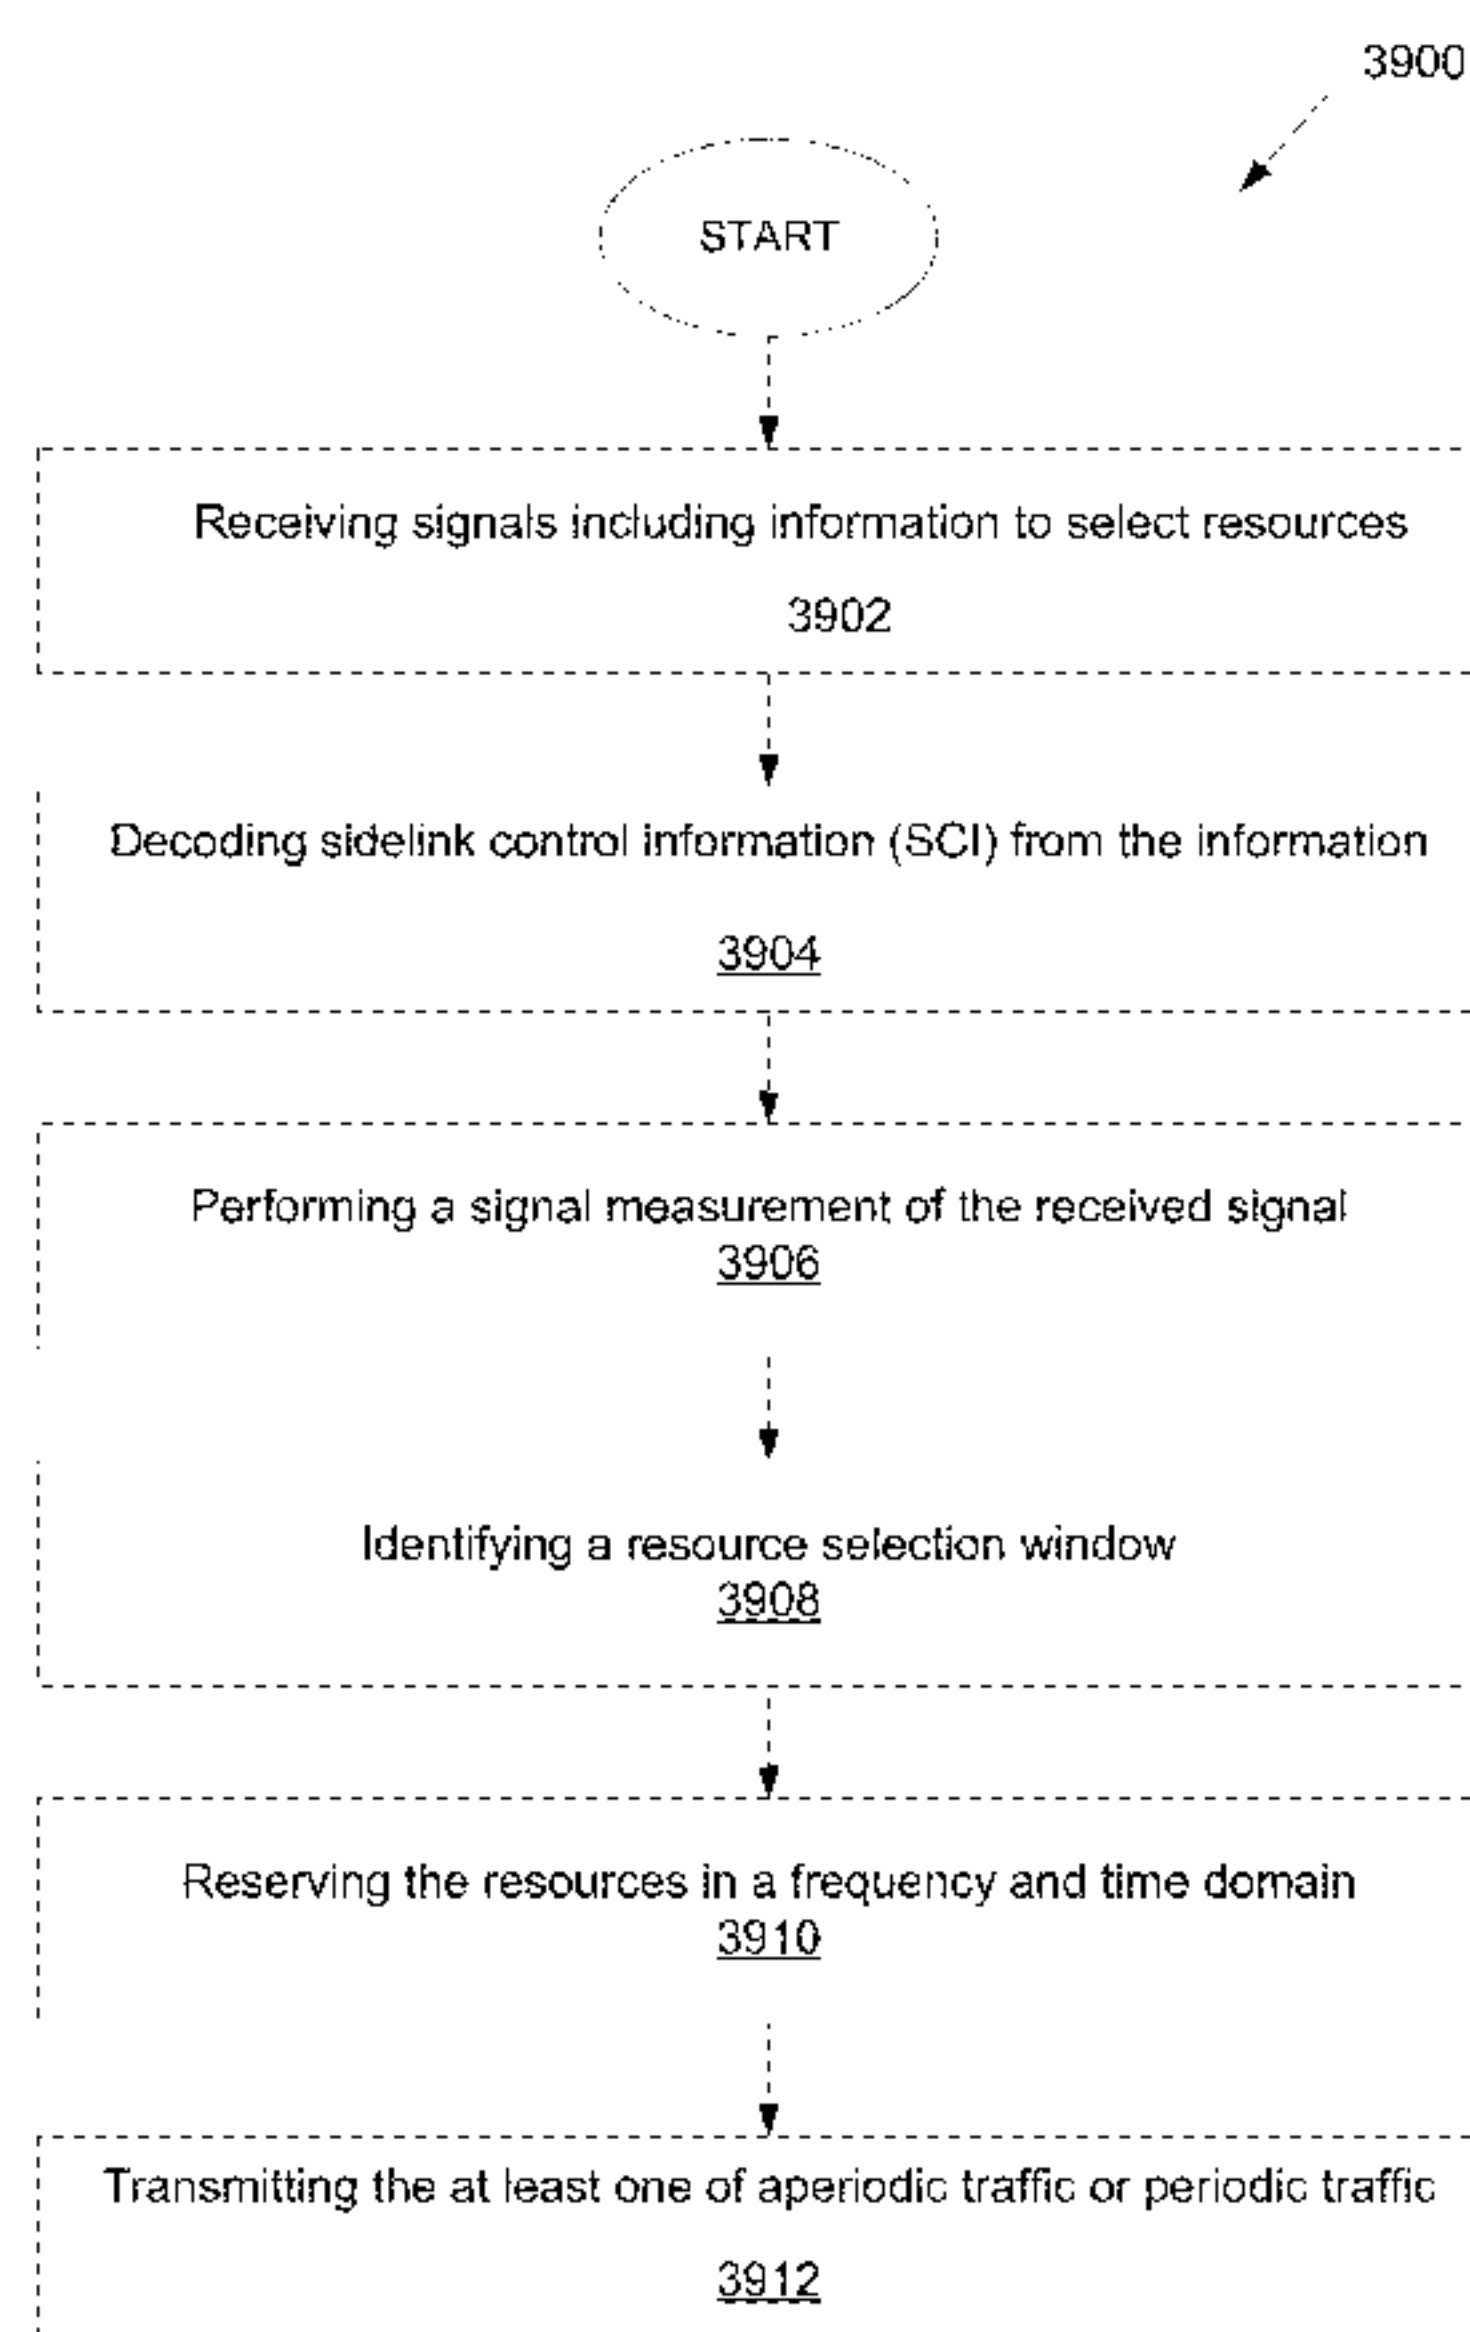 3900
START
Receiving signals including information to select resources
3902
Decoding sidelink control information (SCI) from the information
3904
Performing a signal measurement of the received signal
3906
Identifying a resource selection window
3908
Reserving the resources in a frequency and time domain
3910
Transmitting the at least one of aperiodic traffic or periodic traffic
3912